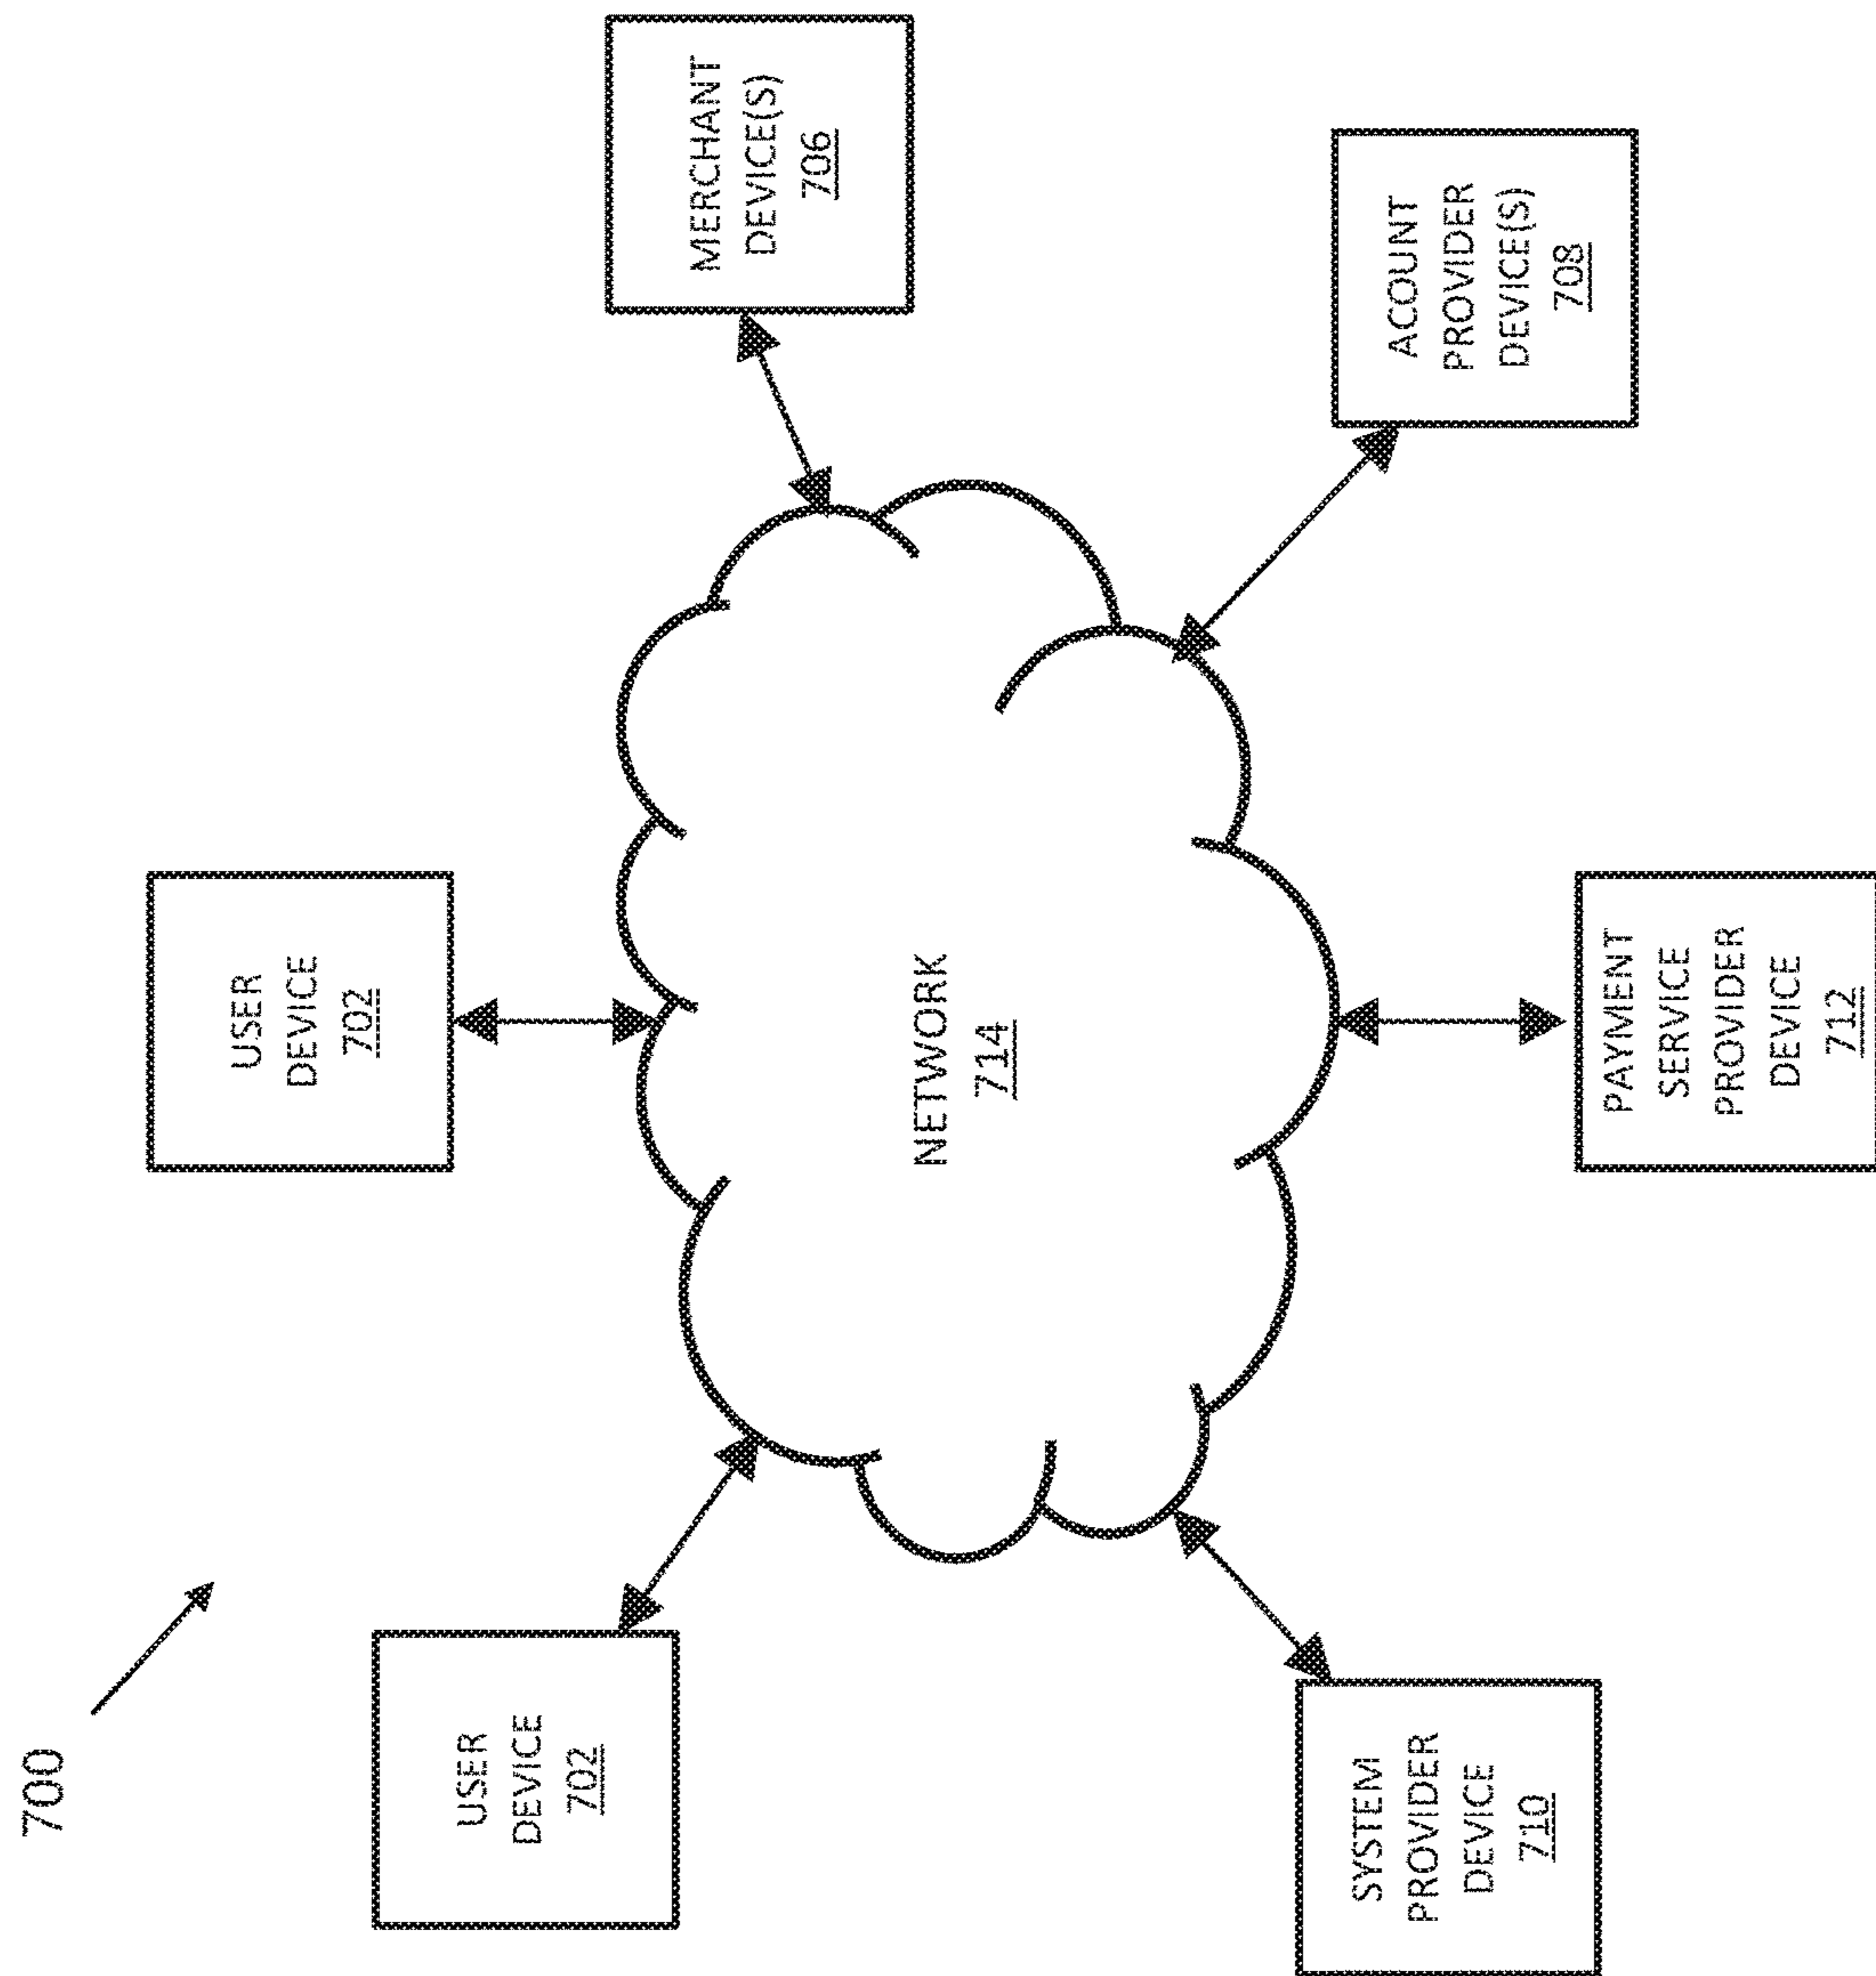 700
USER
DEVICE
702
USER
DEVICE
702
MERCHANT
DEVICE(S)
706
NETWORK
714
SYSTEM
PROVIDER
DEVICE
710
PAYMENT
SERVICE
PROVIDER
DEVICE
712
ACOUNT
PROVIDER
DEVICE(S)
708